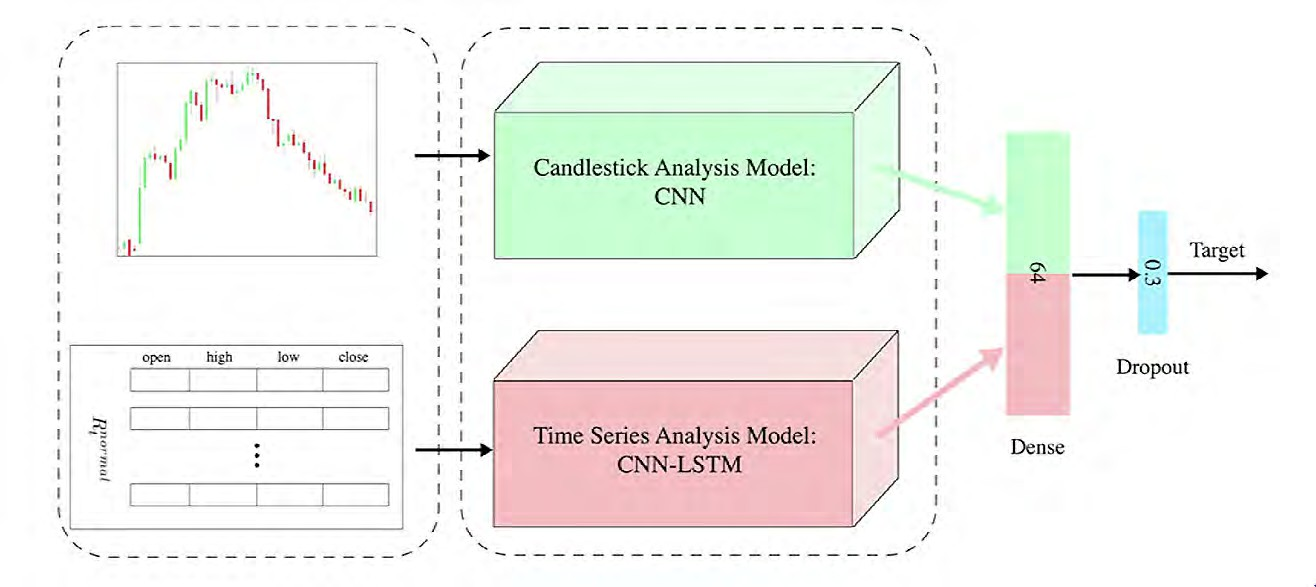 Candlestick Analysis Model:
CNN
open high low close
R_t^normal
Time Series Analysis Model:
CNN-LSTM
64
Dense
0.3
Dropout
Target